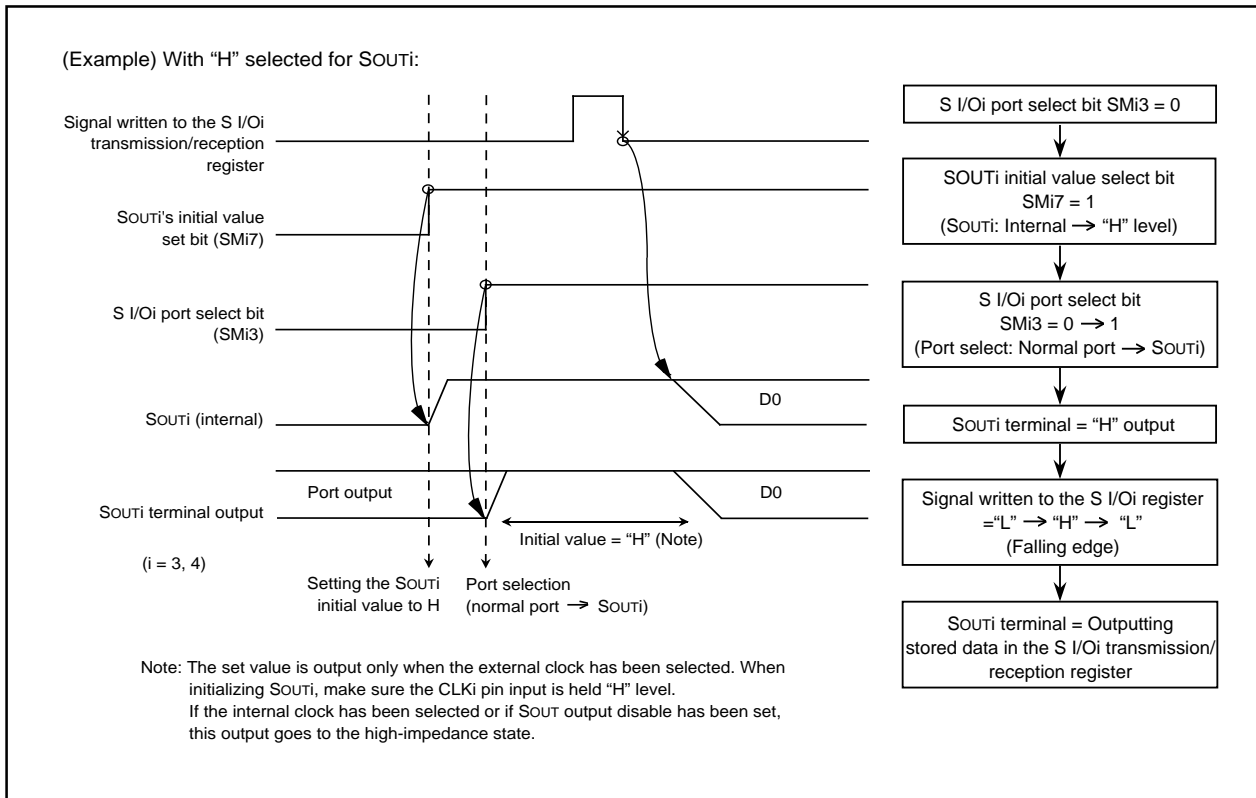 (Example) With “H” selected for SOUTi:
Signal written to the S I/Oi
transmission/reception
register
SOUTi's initial value
set bit (SMi7)
S I/Oi port select bit
(SMi3)
SOUTi (internal)
D0
Port output
D0
SOUTi terminal output
Initial value = “H” (Note)
(i = 3, 4)
Setting the SOUTi
initial value to H
Port selection
(normal port → SOUTi)
Note: The set value is output only when the external clock has been selected. When
initializing SOUTi, make sure the CLKi pin input is held “H” level.
If the internal clock has been selected or if SOUT output disable has been set,
this output goes to the high-impedance state.
S I/Oi port select bit SMi3 = 0
SOUTi initial value select bit
SMi7 = 1
(SOUTi: Internal → “H” level)
S I/Oi port select bit
SMi3 = 0 → 1
(Port select: Normal port → SOUTi)
SOUTi terminal = “H” output
Signal written to the S I/Oi register
=“L” → “H” → “L”
(Falling edge)
SOUTi terminal = Outputting
stored data in the S I/Oi transmission/
reception register